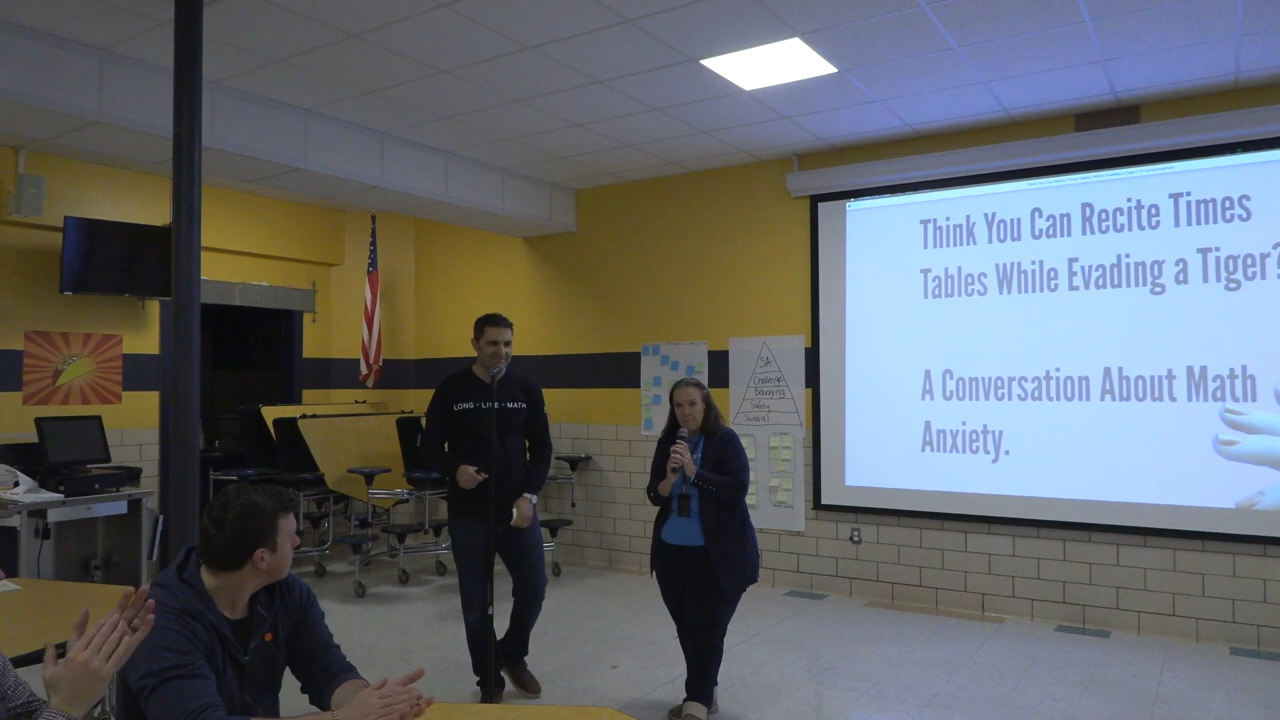 Think You Can Recite Times
Tables While Evading a Tiger?
A Conversation About Math
Anxiety.
LONG • LIVE • MATH
SA
Challenge
Belonging
Safety
Survival